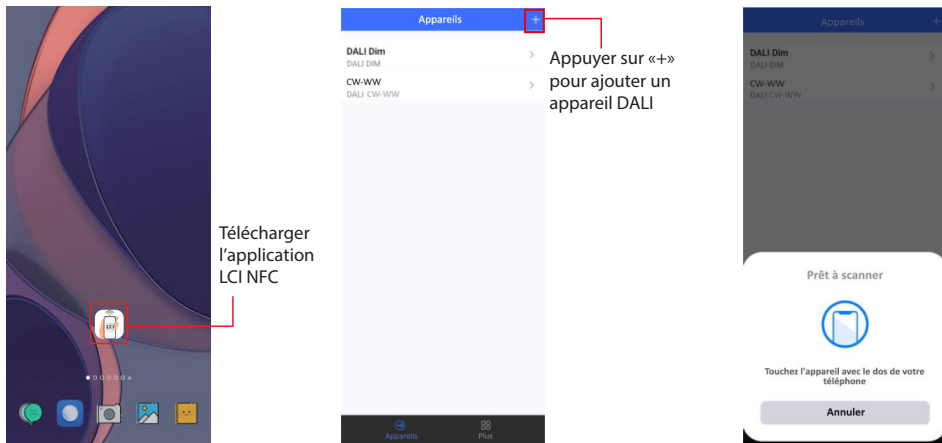 LCI
Télécharger
l'application
LCI NFC
Appareils
+
DALI Dim
DALI DIM
CW-WW
DALI CW-WW
Appareils
Plus
Appuyer sur «+»
pour ajouter un
appareil DALI
Appareils
+
DALI Dim
DALI DIM
CW-WW
DALI CW-WW
Prêt à scanner
Touchez l'appareil avec le dos de votre
téléphone
Annuler